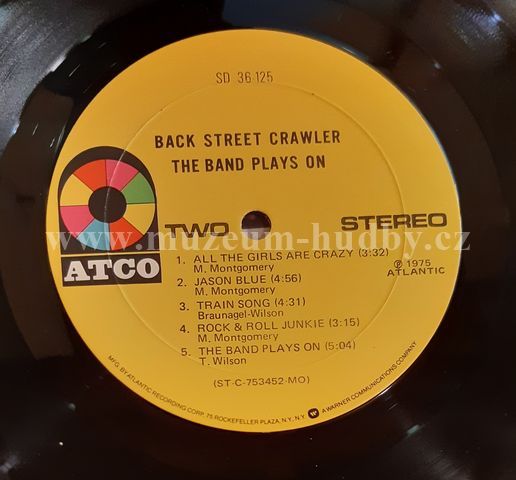 SD 36-125
BACK STREET CRAWLER
THE BAND PLAYS ON
TWO STEREO
www.muzeum-hudby.cz
ATCO
1. ALL THE GIRLS ARE CRAZY (3:32)
M. Montgomery
2. JASON BLUE (4:56)
M. Montgomery
3. TRAIN SONG (4:31)
Braunagel-Wilson
4. ROCK & ROLL JUNKIE (3:15)
M. Montgomery
5. THE BAND PLAYS ON (5:04)
T. Wilson
℗ 1975
ATLANTIC
(ST-C-753452-MO)
MFG. BY ATLANTIC RECORDING CORP. 75 ROCKEFELLER PLAZA, N.Y., N.Y. A WARNER COMMUNICATIONS COMPANY